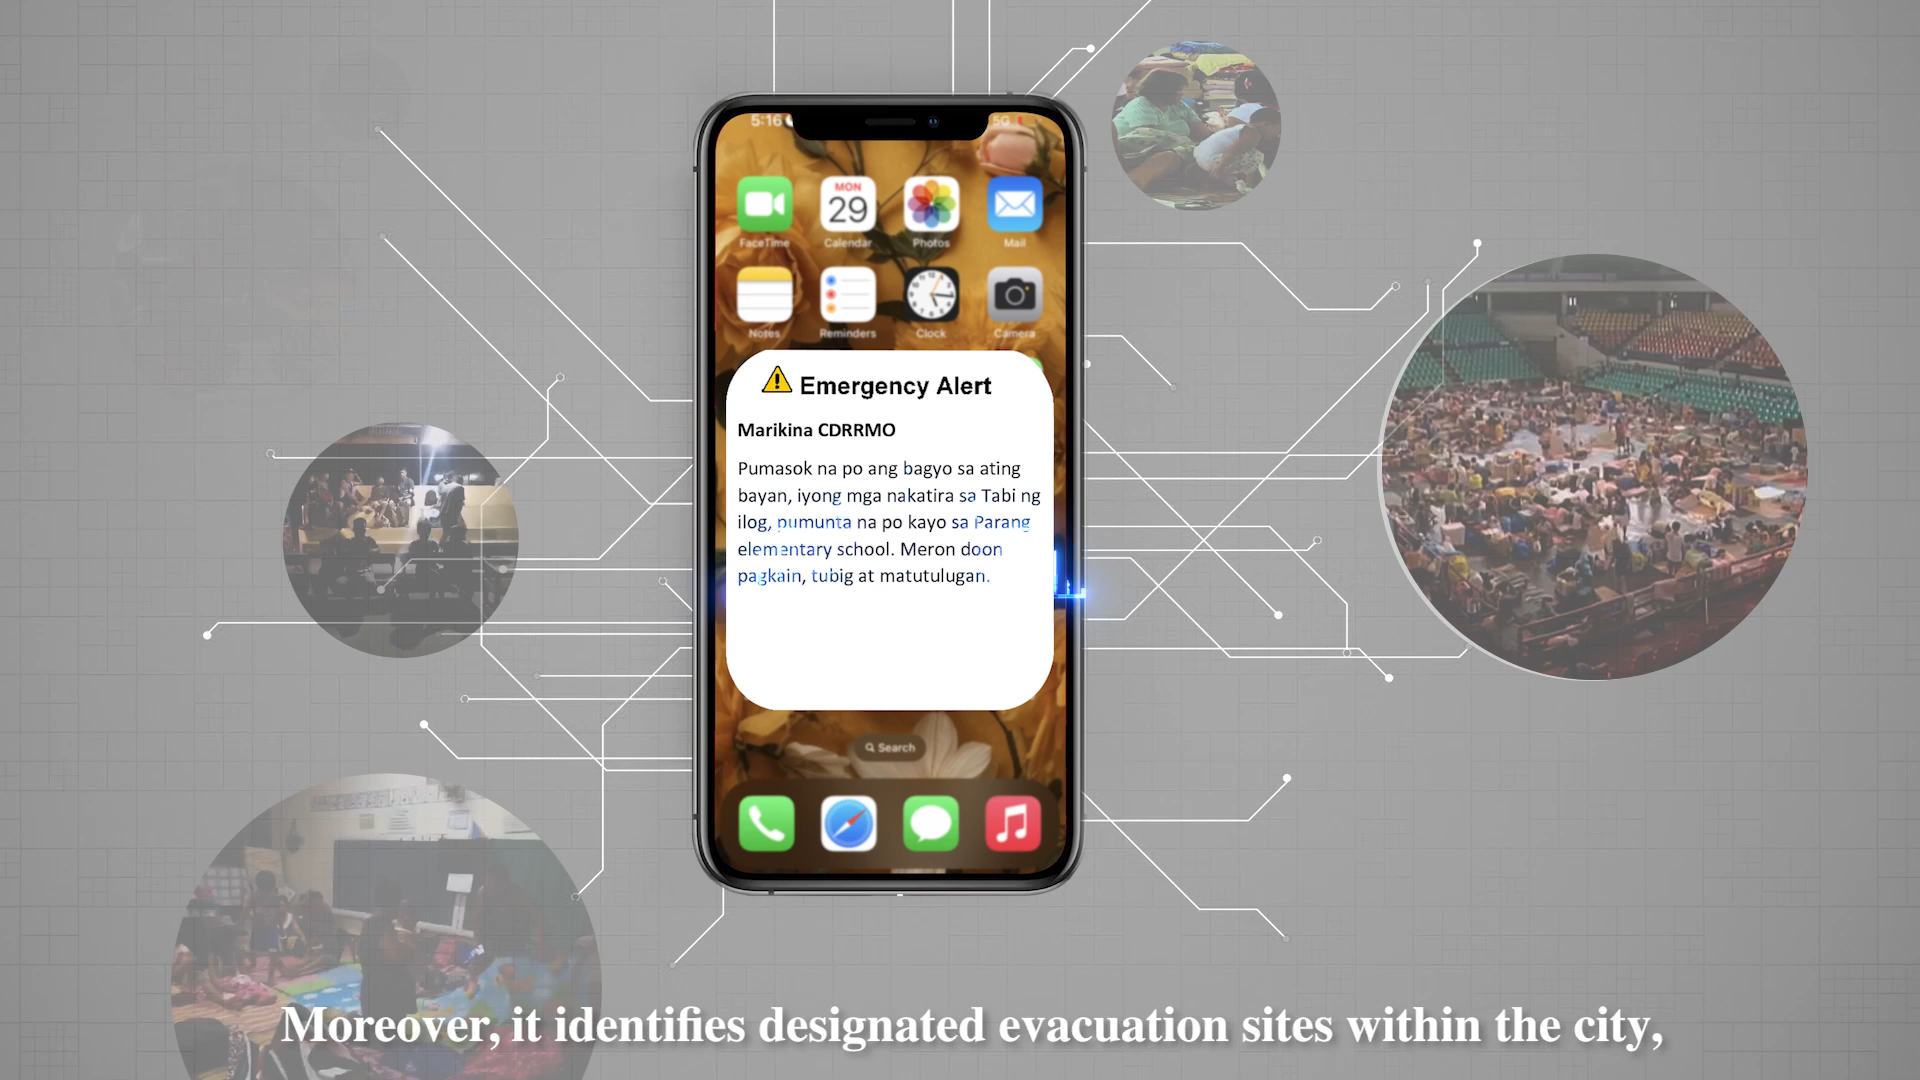 5:16
5G
MON
29
FaceTime Calendar Photos Mail
Notes Reminders Clock Camera
Emergency Alert
Marikina CDRRMO
Pumasok na po ang bagyo sa ating
bayan, iyong mga nakatira sa Tabi ng
ilog, pumunta na po kayo sa Parang
elementary school. Meron doon
pagkain, tubig at matutulugan.
Search
Moreover, it identifies designated evacuation sites within the city,